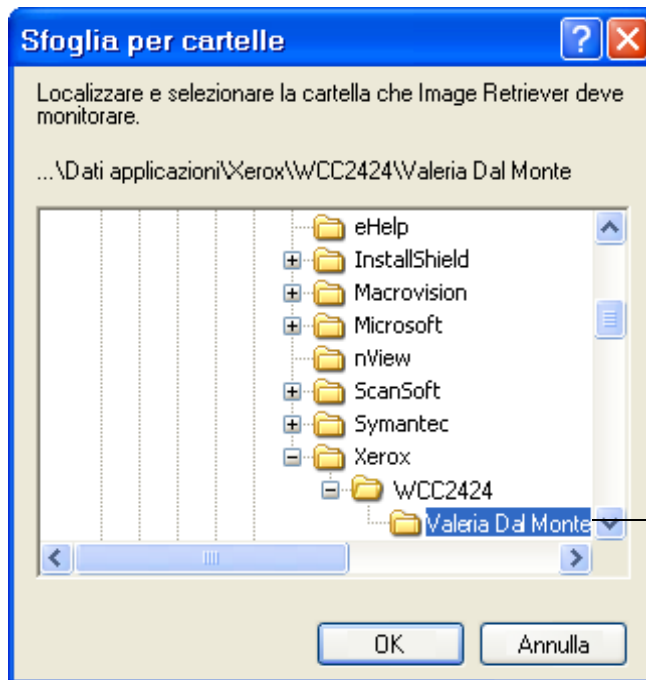 Sfoglia per cartelle
Localizzare e selezionare la cartella che Image Retriever deve
monitorare.
...\Dati applicazioni\Xerox\WCC2424\Valeria Dal Monte
eHelp
InstallShield
Macrovision
Microsoft
nView
ScanSoft
Symantec
Xerox
WCC2424
Valeria Dal Monte
OK
Annulla